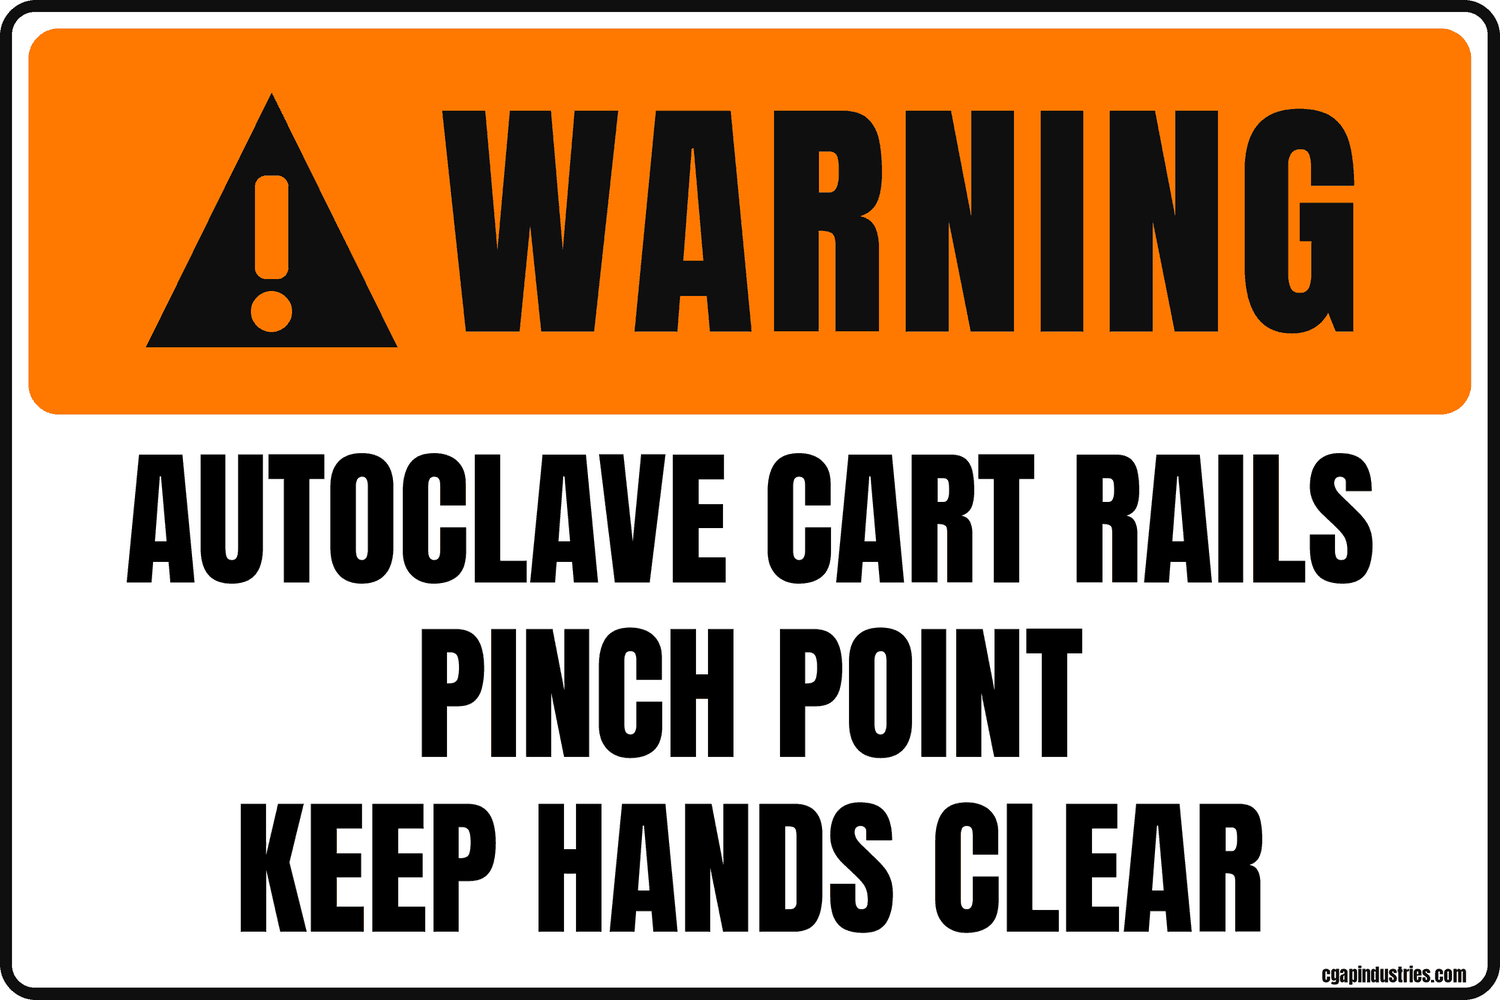 WARNING
AUTOCLAVE CART RAILS
PINCH POINT
KEEP HANDS CLEAR
cgapindustries.com